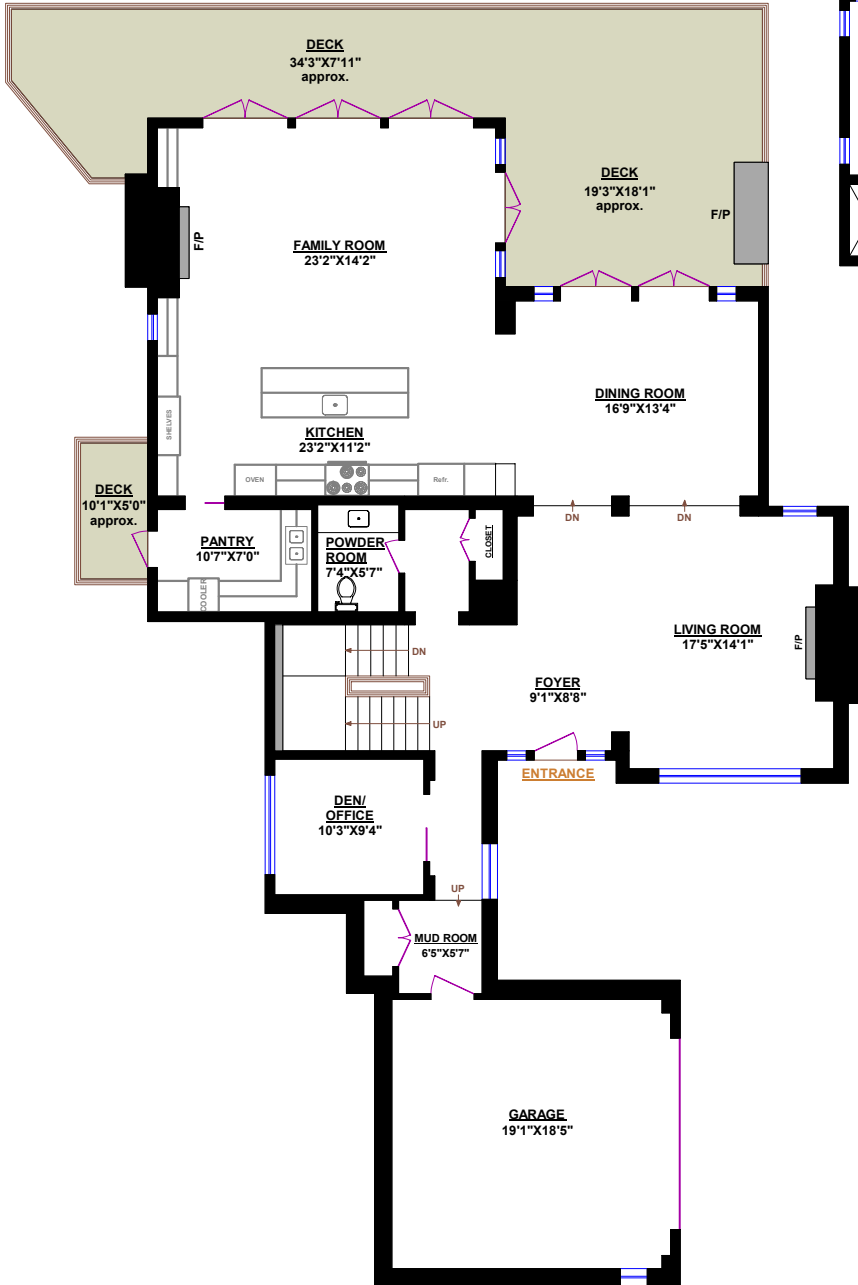 DECK
34'3"X7'11"
approx.
DECK
19'3"X18'1"
approx.
F/P
F/P
FAMILY ROOM
23'2"X14'2"
DINING ROOM
16'9"X13'4"
SHELVES
KITCHEN
23'2"X11'2"
OVEN
Refr.
DECK
10'1"X5'0"
approx.
PANTRY
10'7"X7'0"
COOLER
POWDER
ROOM
7'4"X5'7"
CLOSET
DN
DN
LIVING ROOM
17'5"X14'1"
F/P
DN
UP
FOYER
9'1"X8'8"
ENTRANCE
DEN/
OFFICE
10'3"X9'4"
UP
MUD ROOM
6'5"X5'7"
GARAGE
19'1"X18'5"